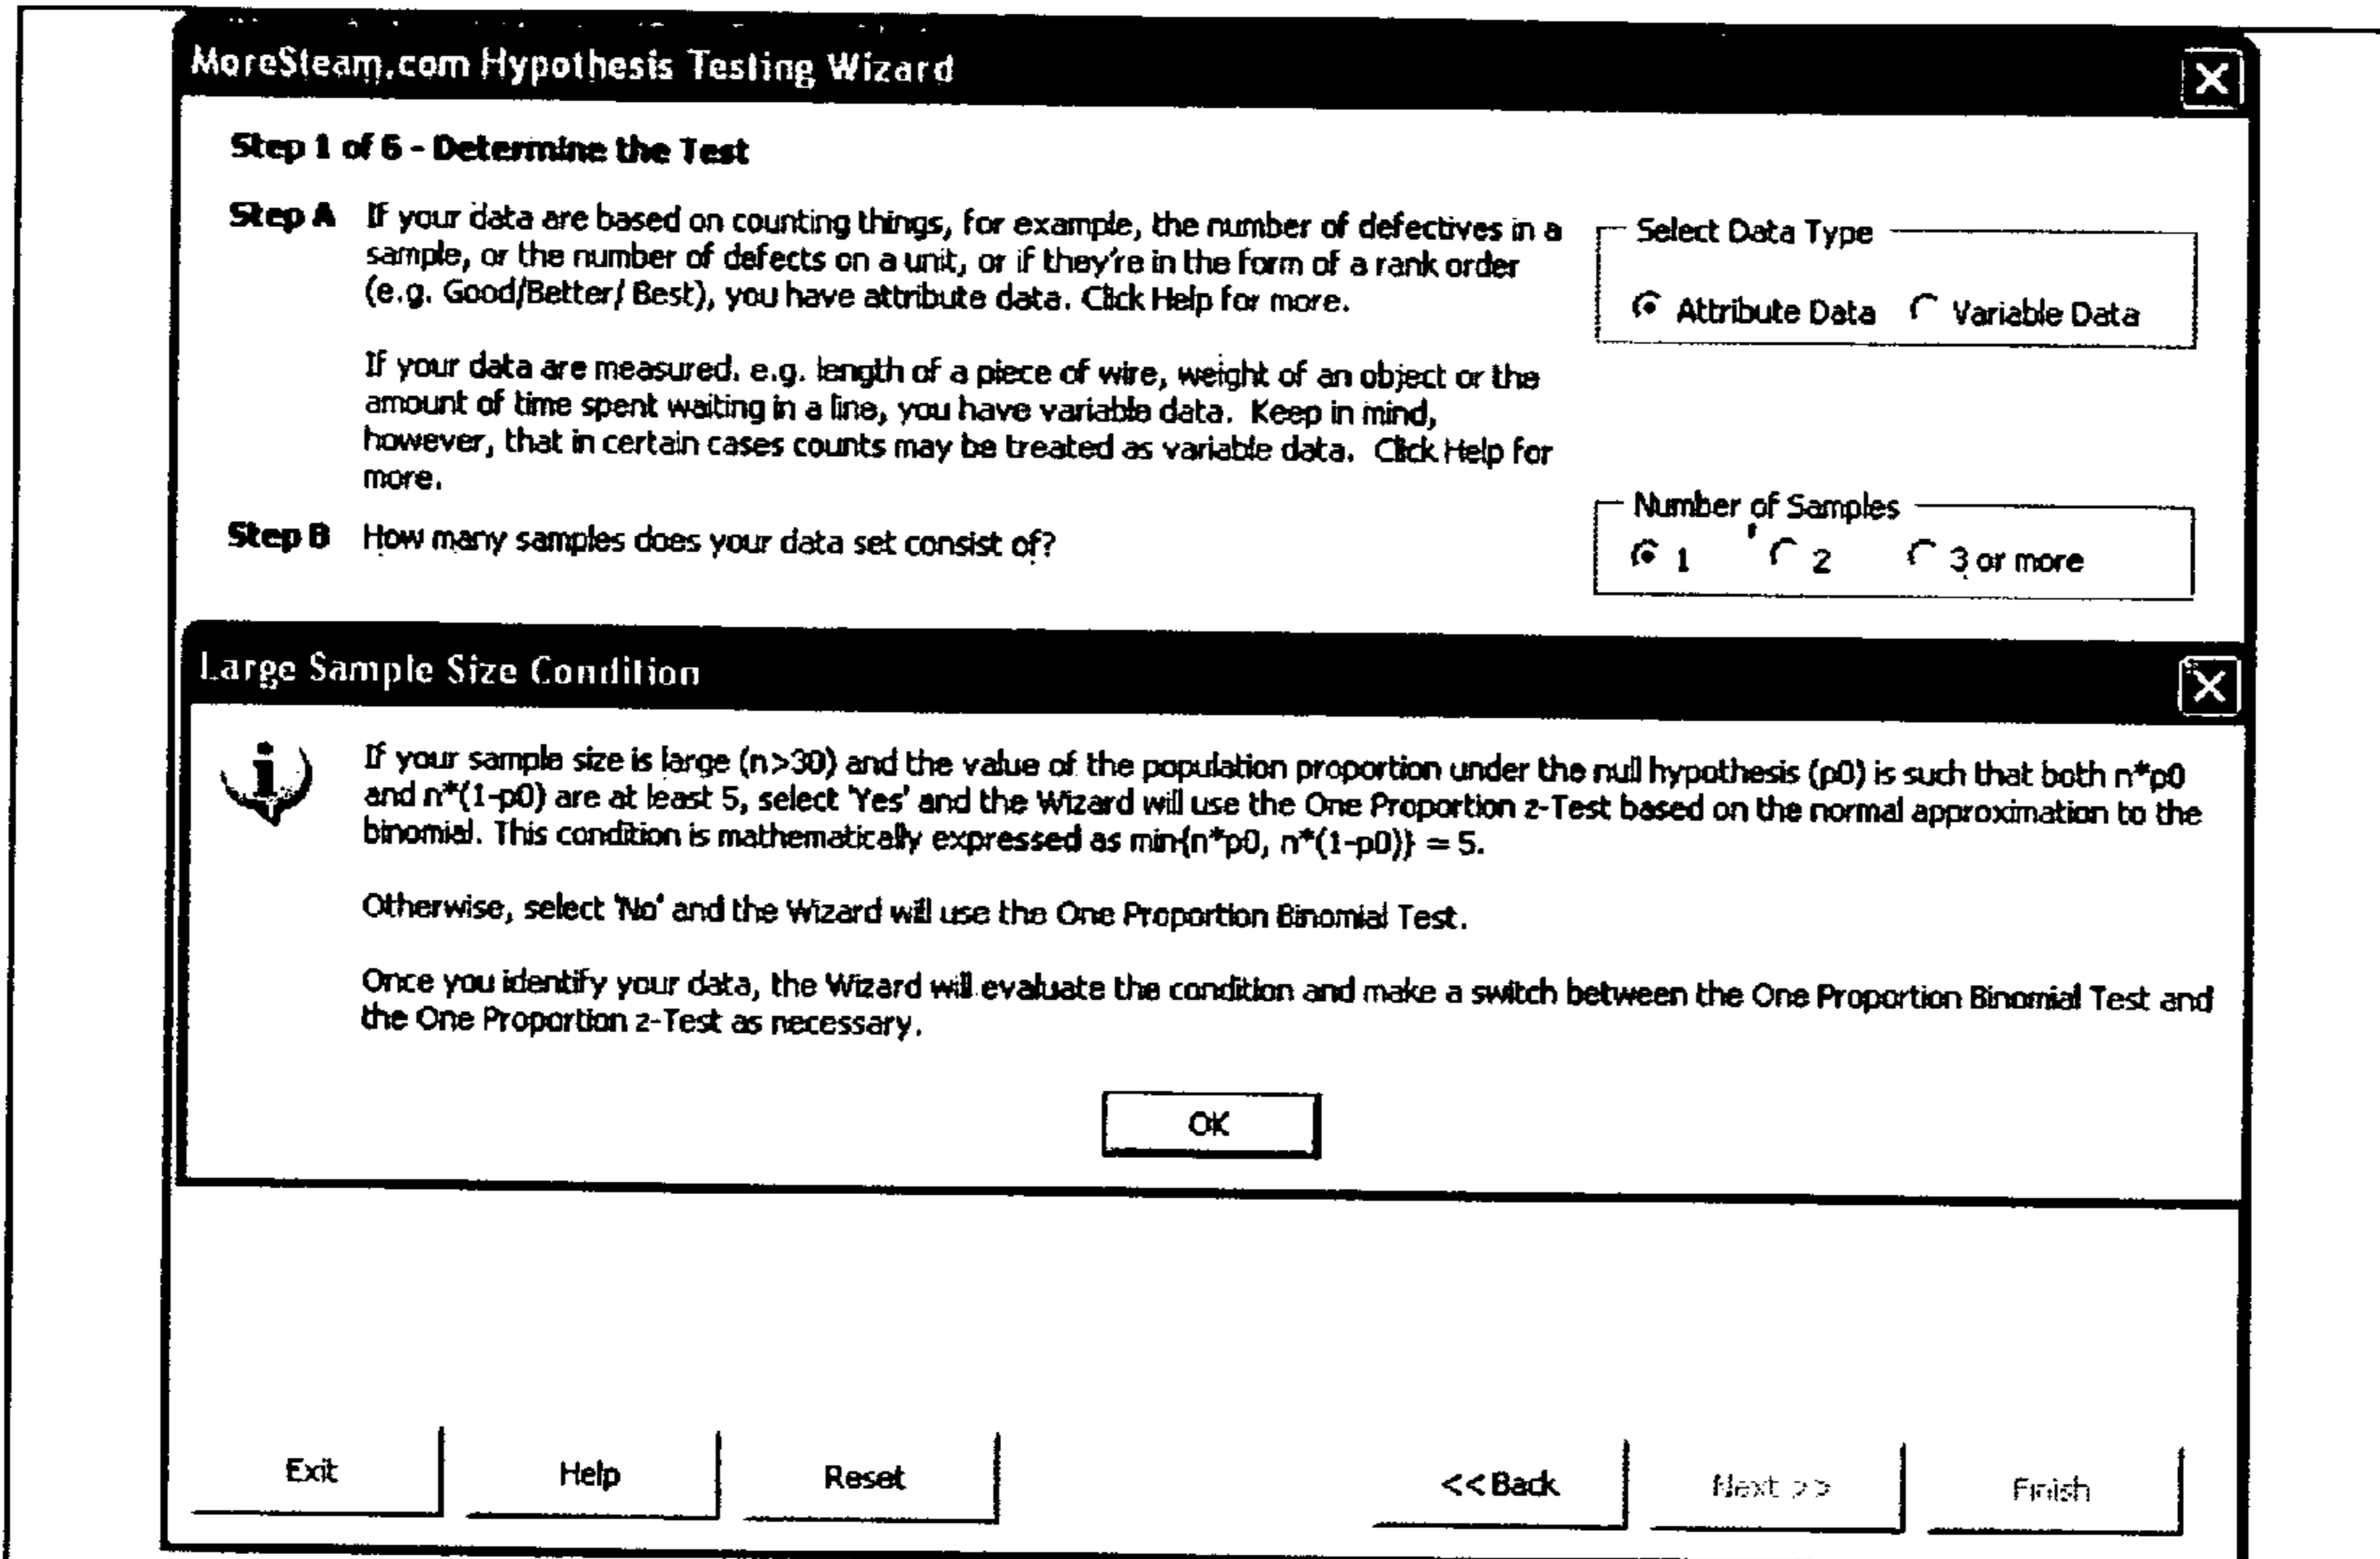 MoreSteam.com Hypothesis Testing Wizard
Step 1 of 6 - Determine the Test
Step A If your data are based on counting things, for example, the number of defectives in a
sample, or the number of defects on a unit, or if they're in the form of a rank order
(e.g. Good/Better/ Best), you have attribute data. Click Help for more.
Select Data Type
Attribute Data Variable Data
If your data are measured. e.g. length of a piece of wire, weight of an object or the
amount of time spent waiting in a line, you have variable data. Keep in mind,
however, that in certain cases counts may be treated as variable data. Click Help for
more.
Number of Samples
Step B How many samples does your data set consist of?
1 2 3 or more
Large Sample Size Condition
If your sample size is large (n>30) and the value of the population proportion under the null hypothesis (p0) is such that both n*p0
and n*(1-p0) are at least 5, select 'Yes' and the Wizard will use the One Proportion z-Test based on the normal approximation to the
binomial. This condition is mathematically expressed as min{n*p0, n*(1-p0)} = 5.
Otherwise, select 'No' and the Wizard will use the One Proportion Binomial Test.
Once you identify your data, the Wizard will evaluate the condition and make a switch between the One Proportion Binomial Test and
the One Proportion z-Test as necessary.
OK
Exit Help Reset <<Back Next >> Finish